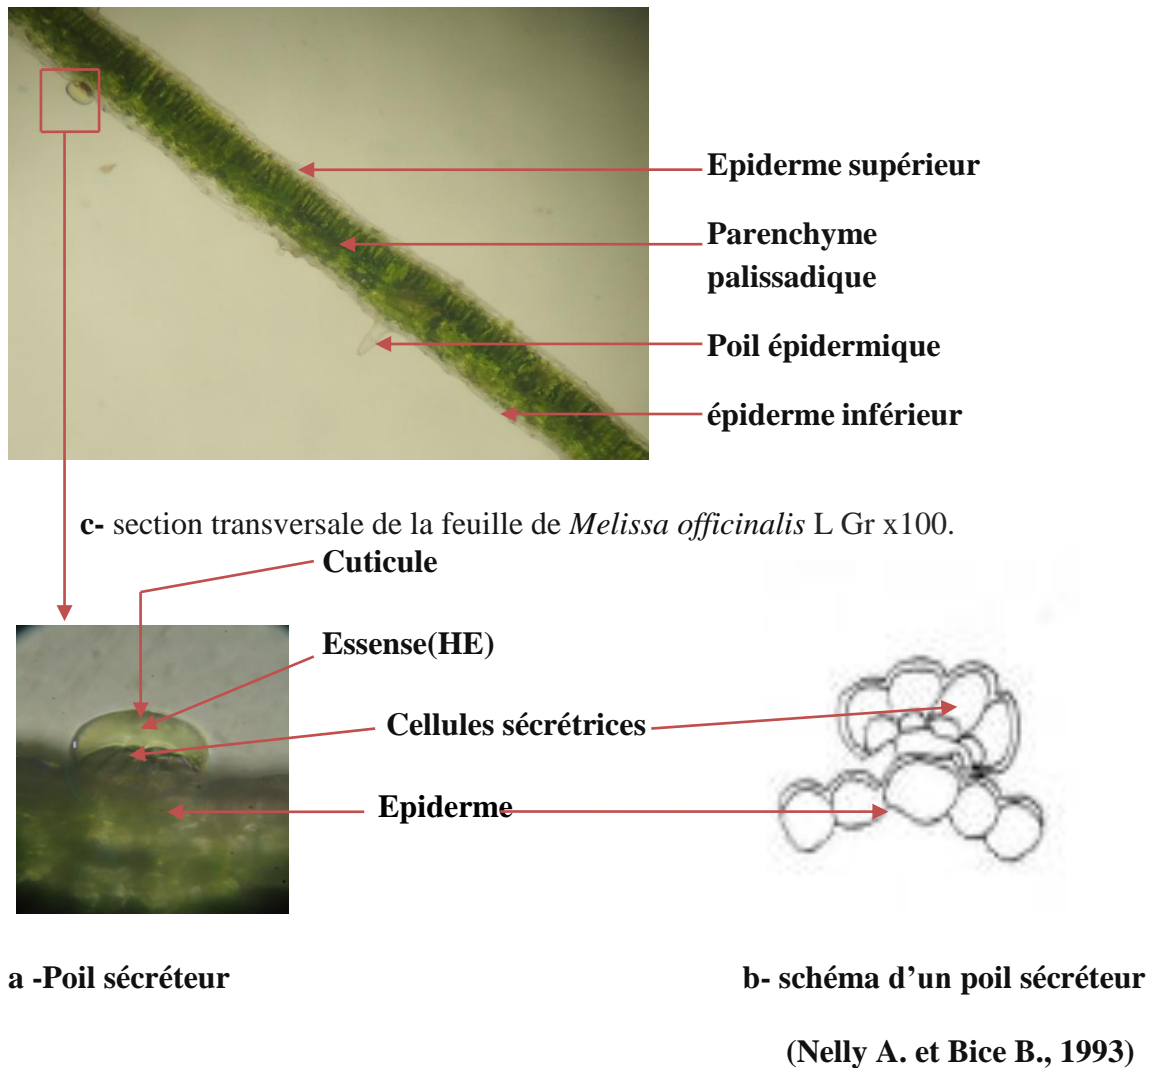 Epiderme supérieur
Parenchyme
palissadique
Poil épidermique
épiderme inférieur
c- section transversale de la feuille de Melissa officinalis L Gr x100.
Cuticule
Essense(HE)
Cellules sécrétrices
Epiderme
a -Poil sécréteur
b- schéma d’un poil sécréteur
(Nelly A. et Bice B., 1993)